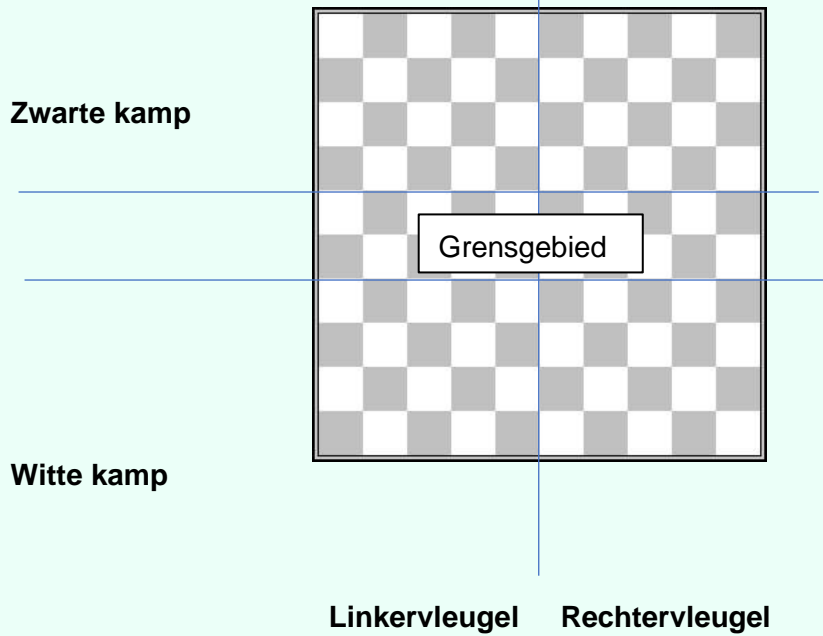 Zwarte kamp
Grensgebied
Witte kamp
Linkervleugel Rechtervleugel